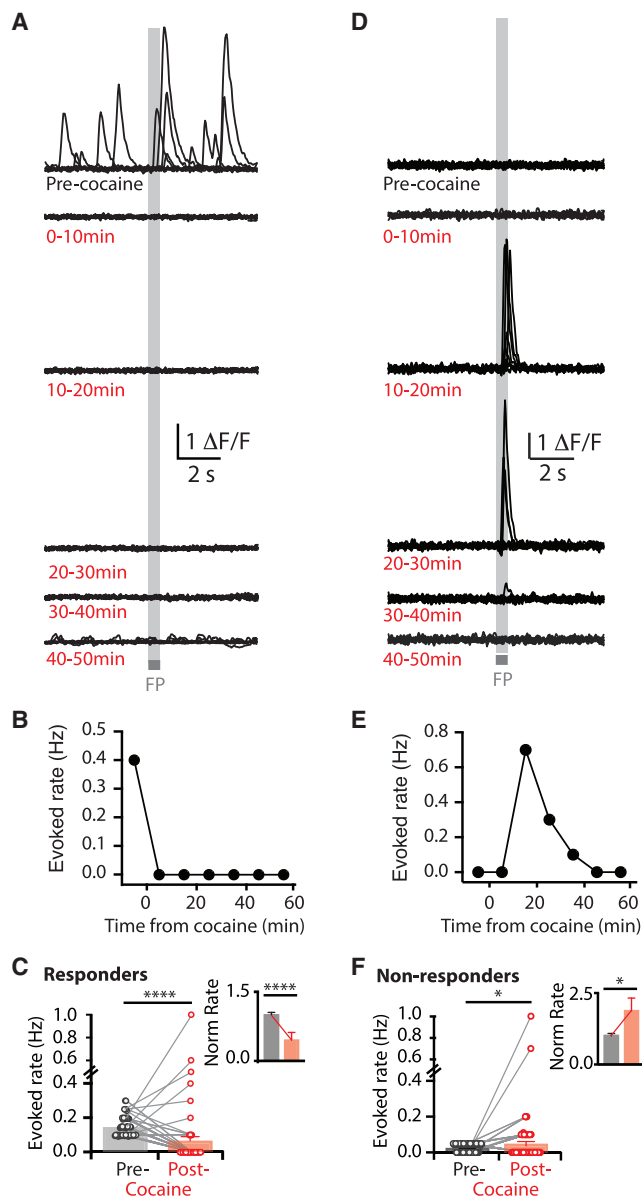 A
Pre-cocaine
0-10min
10-20min
1 ΔF/F
2 s
20-30min
30-40min
40-50min
FP
D
Pre-cocaine
0-10min
10-20min
1 ΔF/F
2 s
20-30min
30-40min
40-50min
FP
B
Evoked rate (Hz)
0.5
0.4
0.3
0.2
0.1
0.0
0 20 40 60
Time from cocaine (min)
E
Evoked rate (Hz)
0.8
0.6
0.4
0.2
0.0
0 20 40 60
Time from cocaine (min)
C Responders
Evoked rate (Hz)
1.0
0.8
0.6
0.4
0.2
0.0
****
Norm Rate
1.5
0.0
****
Pre- Post-
Cocaine
F Non-responders
Evoked rate (Hz)
1.0
0.8
0.6
0.4
0.2
0.0
*
Norm Rate
2.5
0.0
*
Pre- Post-
Cocaine